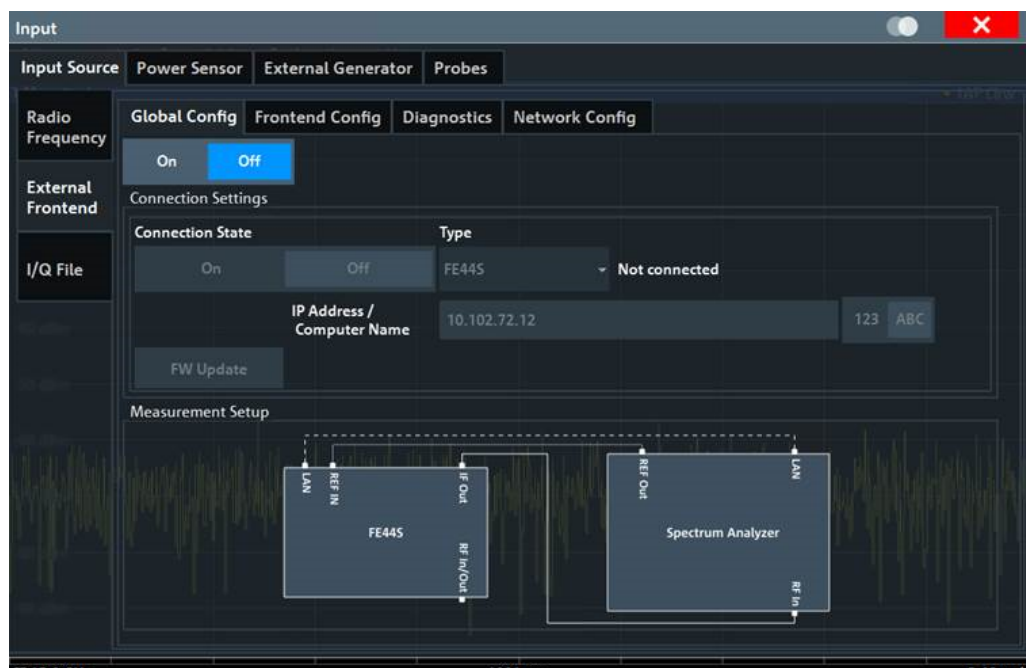 Input
Input Source
Power Sensor
External Generator
Probes
Radio
Frequency
External
Frontend
I/Q File
Global Config
Frontend Config
Diagnostics
Network Config
On
Off
Connection Settings
Connection State
Type
On
Off
FE44S
Not connected
IP Address /
Computer Name
10.102.72.12
123
ABC
FW Update
Measurement Setup
LAN
REF IN
IF Out
FE44S
RF In/Out
REF Out
LAN
Spectrum Analyzer
RF In